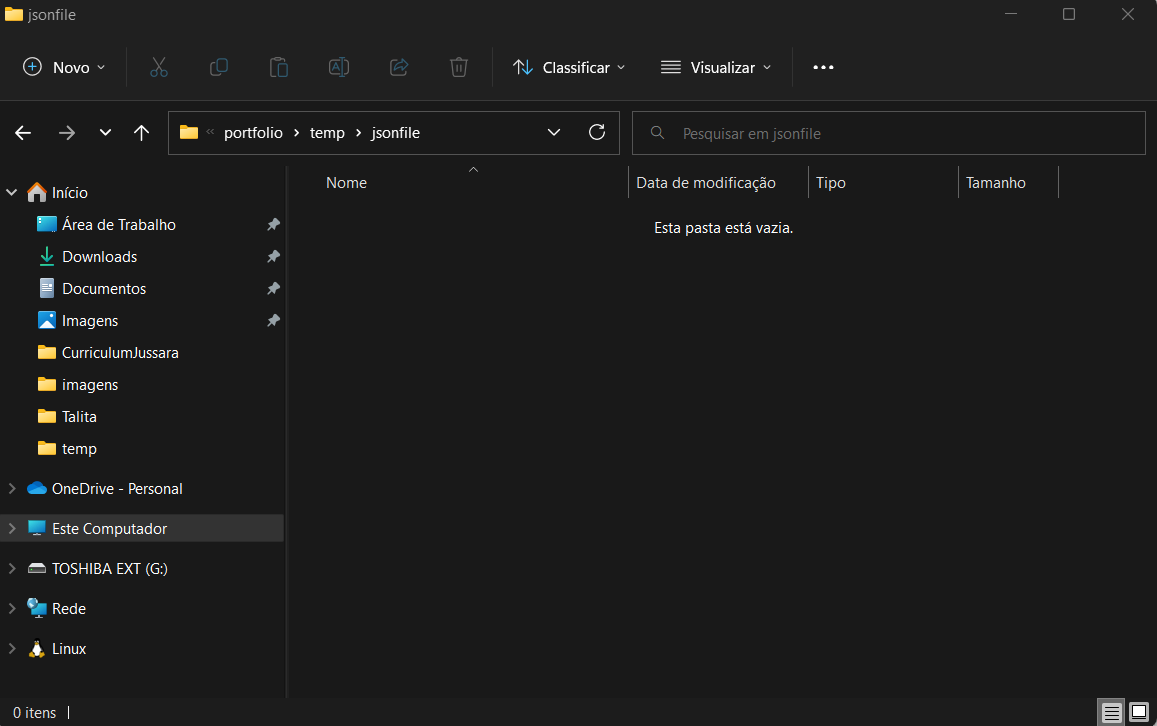 jsonfile
Novo
Classificar
Visualizar
« portfolio > temp > jsonfile
Pesquisar em jsonfile
Nome
Data de modificação
Tipo
Tamanho
Esta pasta está vazia.
Início
Área de Trabalho
Downloads
Documentos
Imagens
CurriculumJussara
imagens
Talita
temp
OneDrive - Personal
Este Computador
TOSHIBA EXT (G:)
Rede
Linux
0 itens